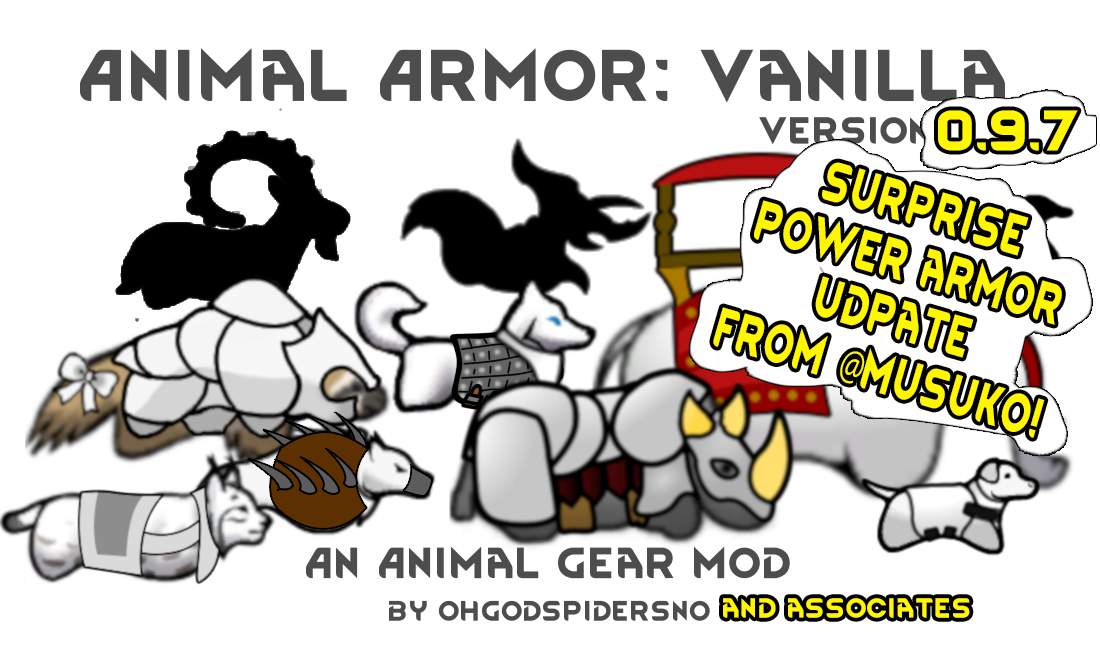 ANIMAL ARMOR: VANILLA
VERSION 0.9.7
SURPRISE
POWER ARMOR
UDPATE
FROM @MUSUKO!
AN ANIMAL GEAR MOD
BY OHGODSPIDERSNO AND ASSOCIATES